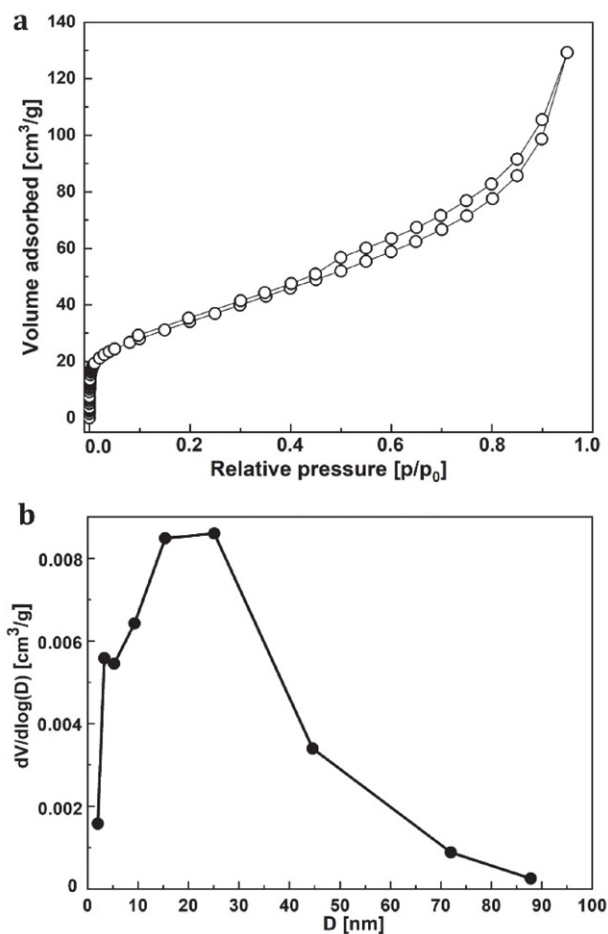 a
Volume adsorbed [cm³/g]
140
120
100
80
60
40
20
0
0.0 0.2 0.4 0.6 0.8 1.0
Relative pressure [p/p₀]
b
dV/dlog(D) [cm³/g]
0.008
0.006
0.004
0.002
0
0 10 20 30 40 50 60 70 80 90 100
D [nm]